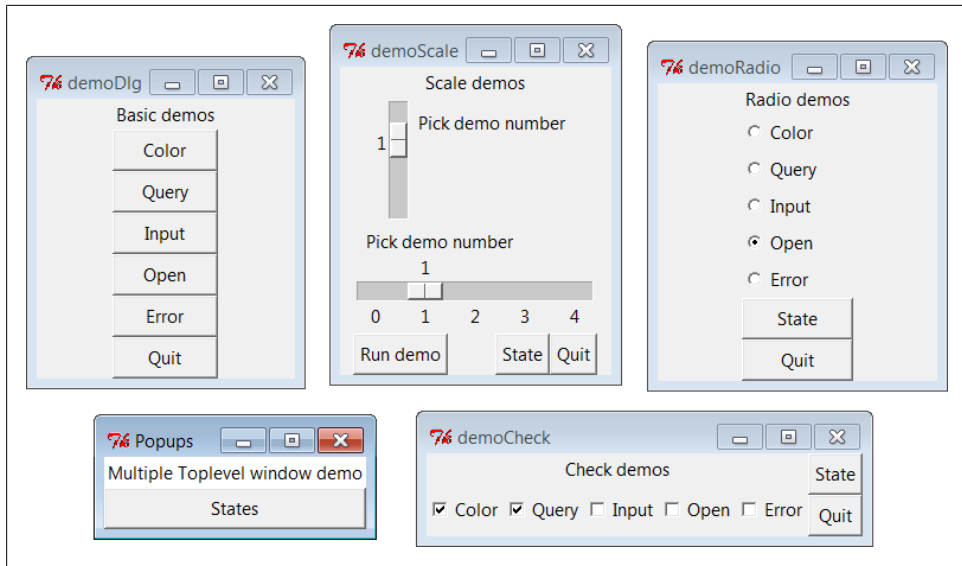 demoDlg
Basic demos
Color
Query
Input
Open
Error
Quit
demoScale
Scale demos
Pick demo number
1
Pick demo number
1
0 1 2 3 4
Run demo State Quit
demoRadio
Radio demos
Color
Query
Input
Open
Error
State
Quit
Popups
Multiple Toplevel window demo
States
demoCheck
Check demos
State
Color Query Input Open Error
Quit